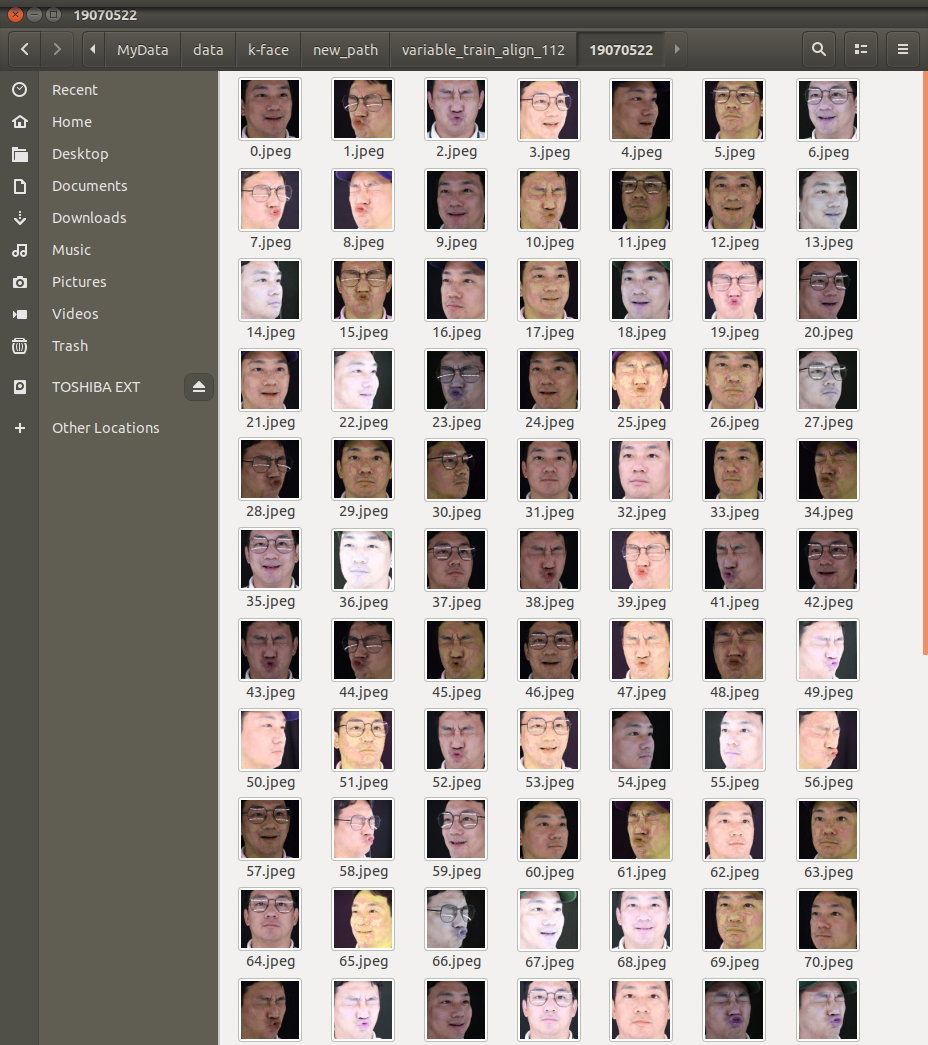 19070522
MyData data k-face new_path variable_train_align_112 19070522
Recent
Home
Desktop
Documents
Downloads
Music
Pictures
Videos
Trash
TOSHIBA EXT
Other Locations
0.jpeg 1.jpeg 2.jpeg 3.jpeg 4.jpeg 5.jpeg 6.jpeg
7.jpeg 8.jpeg 9.jpeg 10.jpeg 11.jpeg 12.jpeg 13.jpeg
14.jpeg 15.jpeg 16.jpeg 17.jpeg 18.jpeg 19.jpeg 20.jpeg
21.jpeg 22.jpeg 23.jpeg 24.jpeg 25.jpeg 26.jpeg 27.jpeg
28.jpeg 29.jpeg 30.jpeg 31.jpeg 32.jpeg 33.jpeg 34.jpeg
35.jpeg 36.jpeg 37.jpeg 38.jpeg 39.jpeg 41.jpeg 42.jpeg
43.jpeg 44.jpeg 45.jpeg 46.jpeg 47.jpeg 48.jpeg 49.jpeg
50.jpeg 51.jpeg 52.jpeg 53.jpeg 54.jpeg 55.jpeg 56.jpeg
57.jpeg 58.jpeg 59.jpeg 60.jpeg 61.jpeg 62.jpeg 63.jpeg
64.jpeg 65.jpeg 66.jpeg 67.jpeg 68.jpeg 69.jpeg 70.jpeg